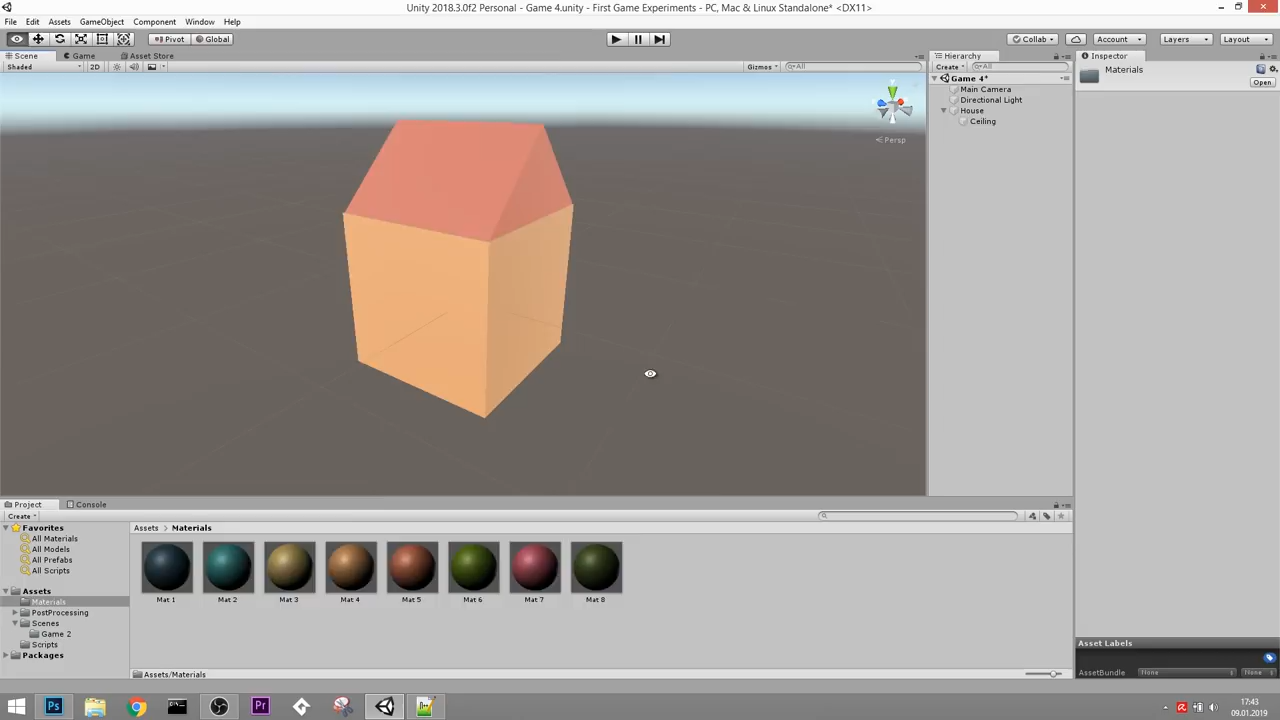 Unity 2018.3.0f2 Personal - Game 4.unity - First Game Experiments - PC, Mac & Linux Standalone* <DX11>
File Edit Assets GameObject Component Window Help
Pivot Global Collab Account Layers Layout
Scene Game Asset Store Hierarchy Inspector
Shaded 2D Gizmos All Create All Materials
Open
Game 4*
Main Camera
Directional Light
House
Ceiling
Persp
Project Console
Create
Favorites Assets Materials
All Materials
All Models
All Prefabs
All Scripts
Assets
Materials Mat 1 Mat 2 Mat 3 Mat 4 Mat 5 Mat 6 Mat 7 Mat 8
PostProcessing
Scenes
Game 2
Scripts Asset Labels
Packages
Assets/Materials AssetBundle None None
Ps Pr
17:43
09.01.2019